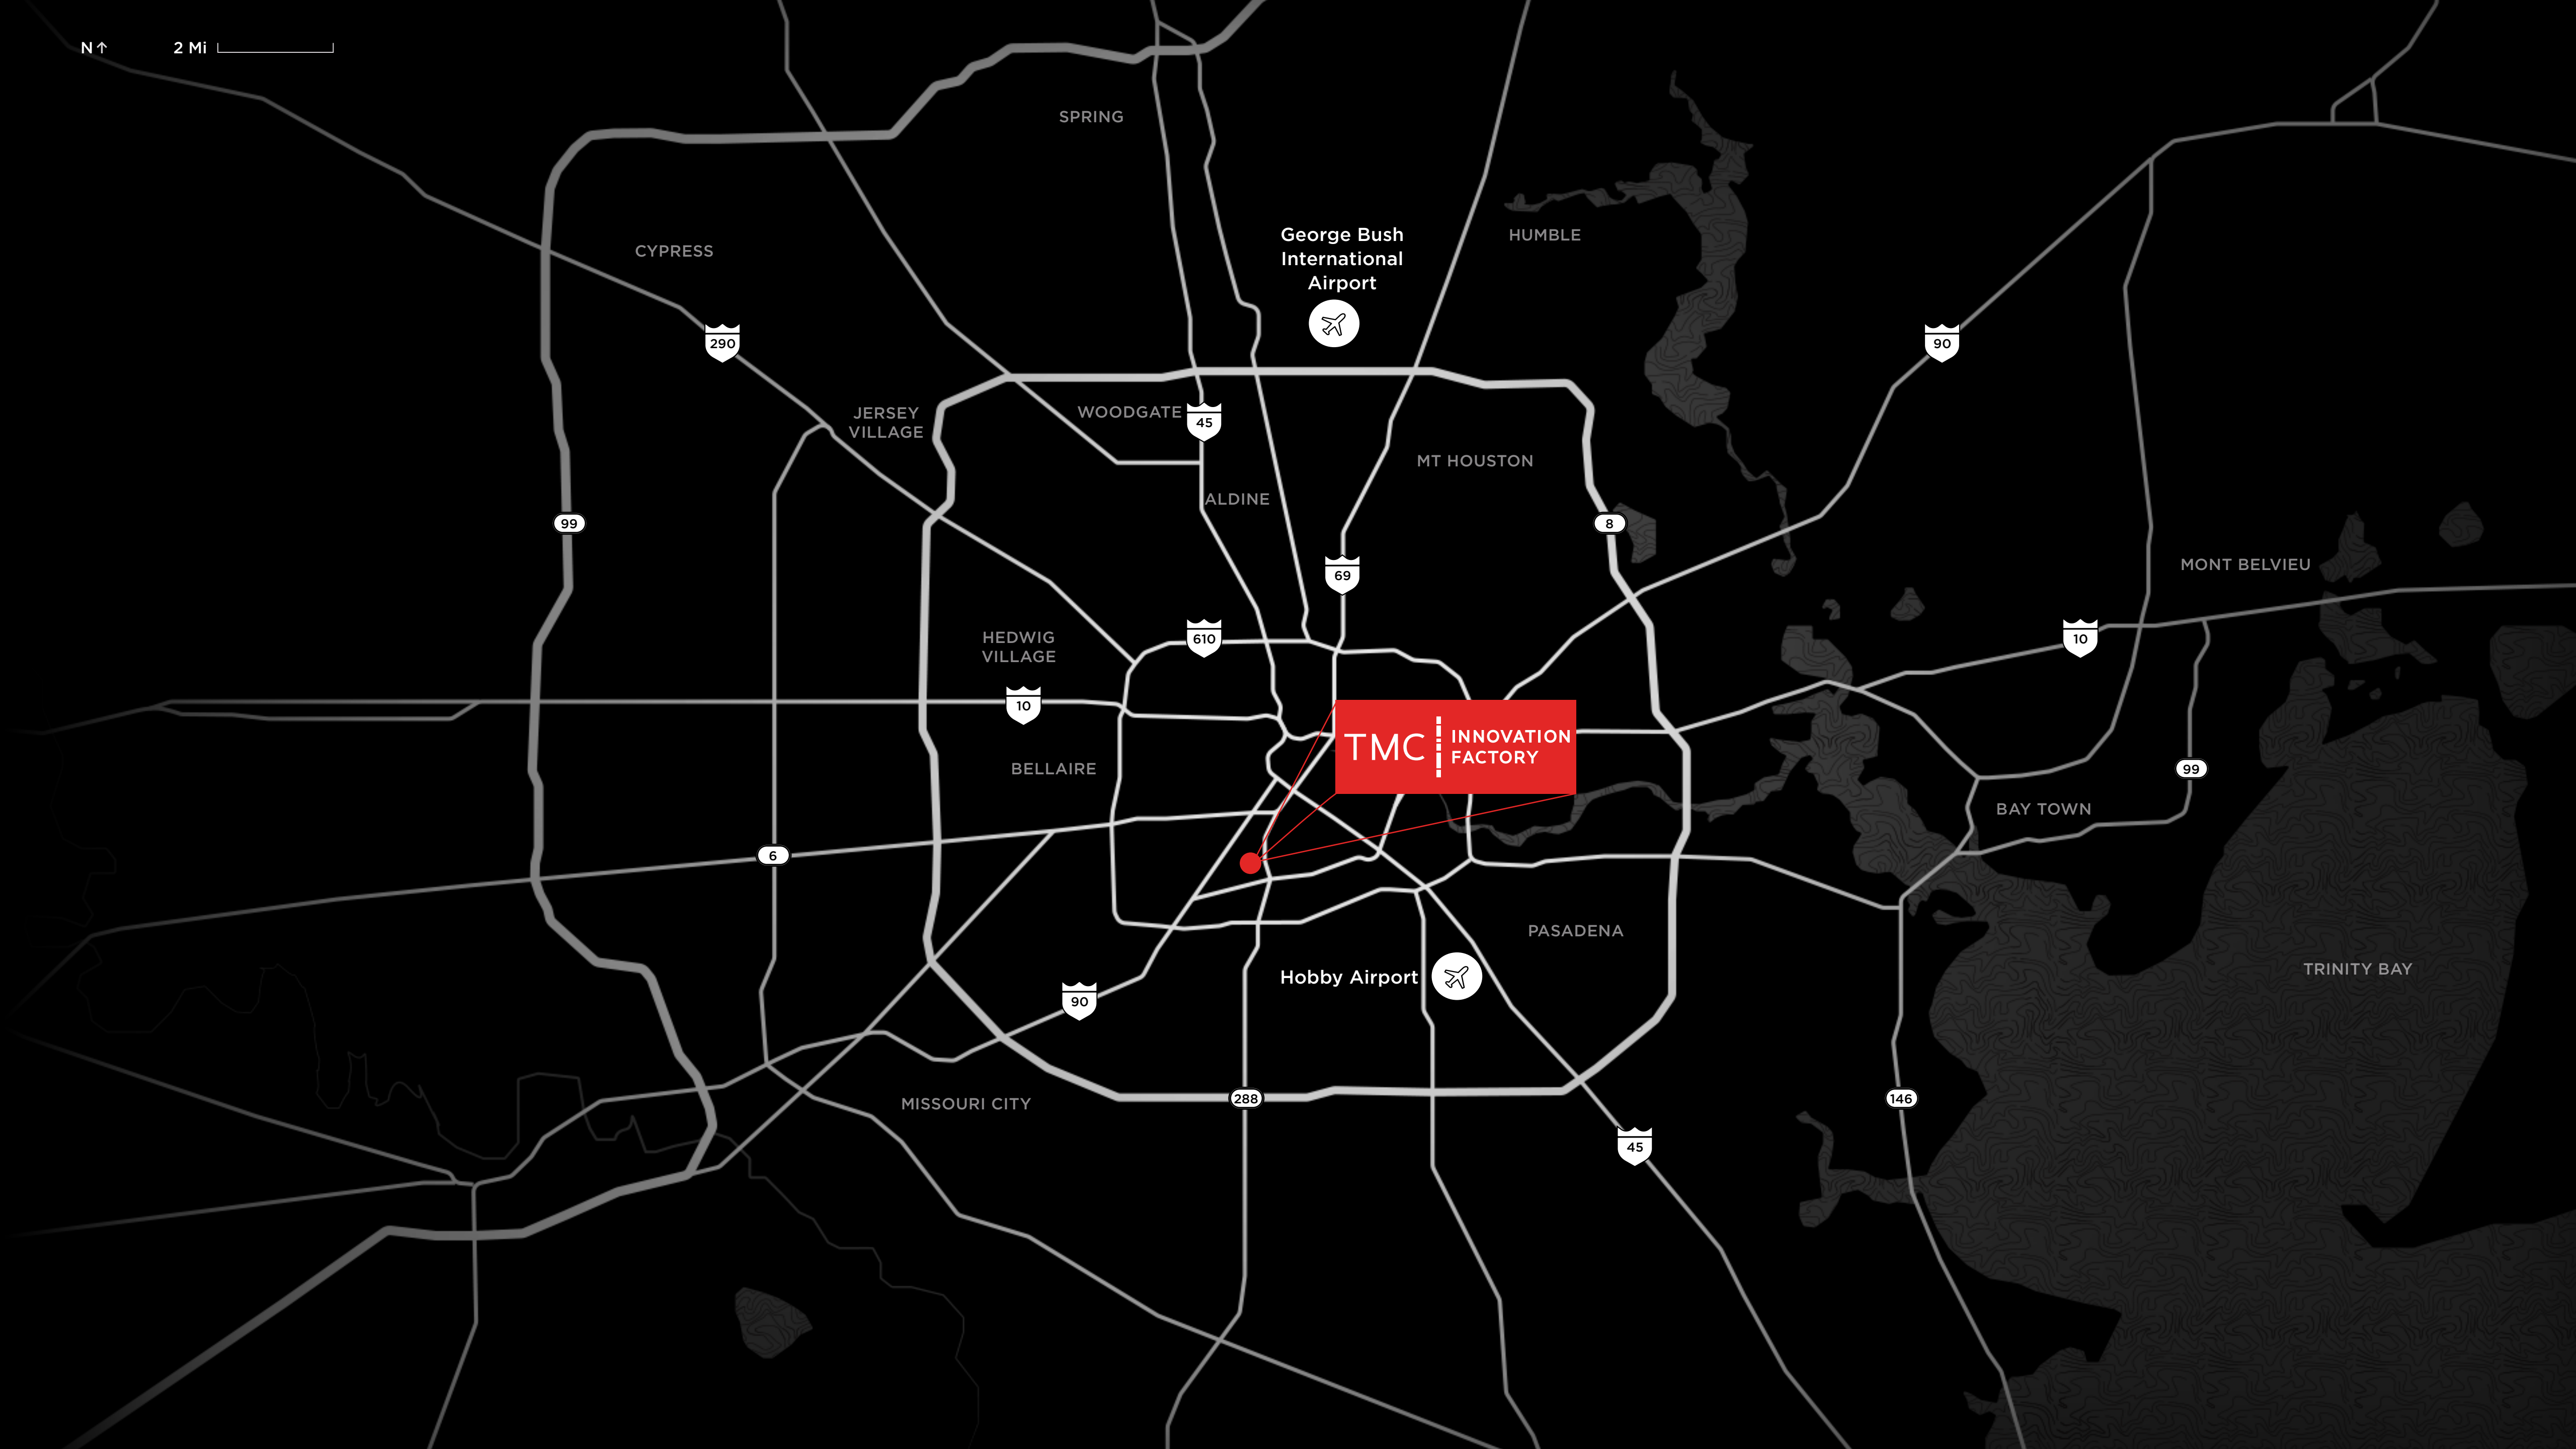 N↑ 2 Mi
SPRING
George Bush
International
Airport
HUMBLE
CYPRESS
290
90
JERSEY
VILLAGE
WOODGATE
45
MT HOUSTON
ALDINE
99
8
MONT BELVIEU
69
HEDWIG
VILLAGE
610
10
10
TMC
INNOVATION
FACTORY
BELLAIRE
99
BAY TOWN
6
PASADENA
TRINITY BAY
Hobby Airport
90
MISSOURI CITY
288
146
45